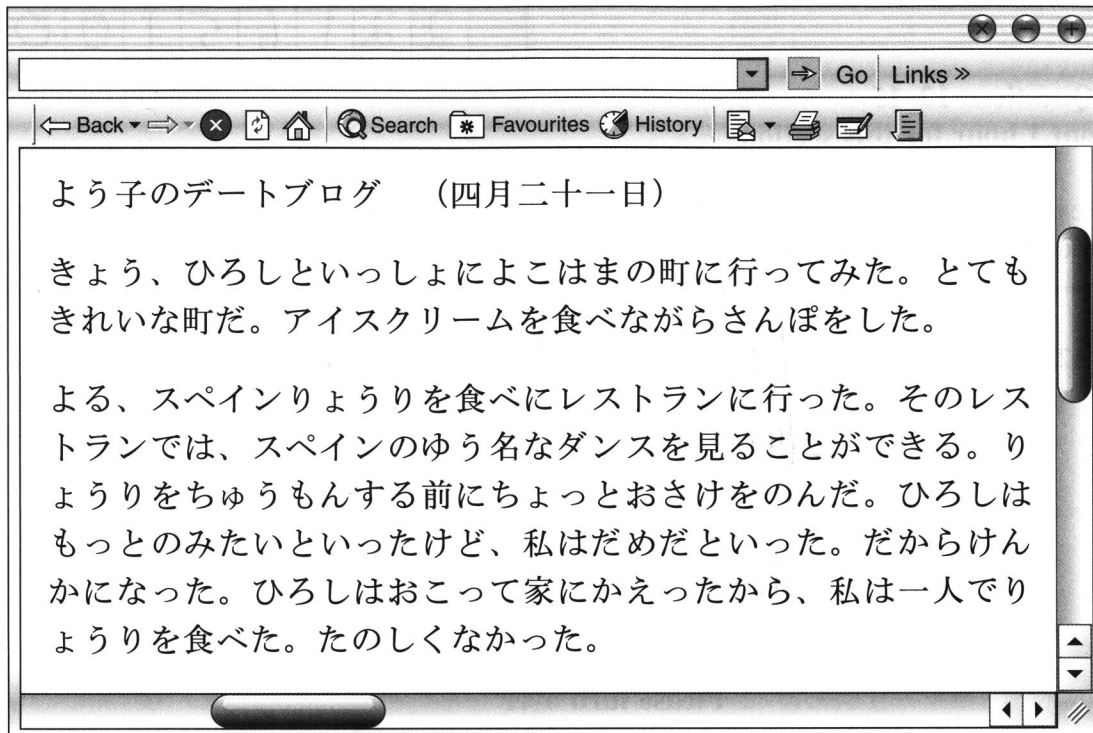 Go Links »
Back Search Favourites History
よう子のデートブログ （四月二十一日）
きょう、ひろしといっしょによこはまの町に行ってみた。とても
きれいな町だ。アイスクリームを食べながらさんぽをした。
よる、スペインりょうりを食べにレストランに行った。そのレス
トランでは、スペインのゆう名なダンスを見ることができる。り
ょうりをちゅうもんする前にちょっとおさけをのんだ。ひろしは
もっとのみたいといったけど、私はだめだといった。だからけん
かになった。ひろしはおこって家にかえったから、私は一人でり
ょうりを食べた。たのしくなかった。